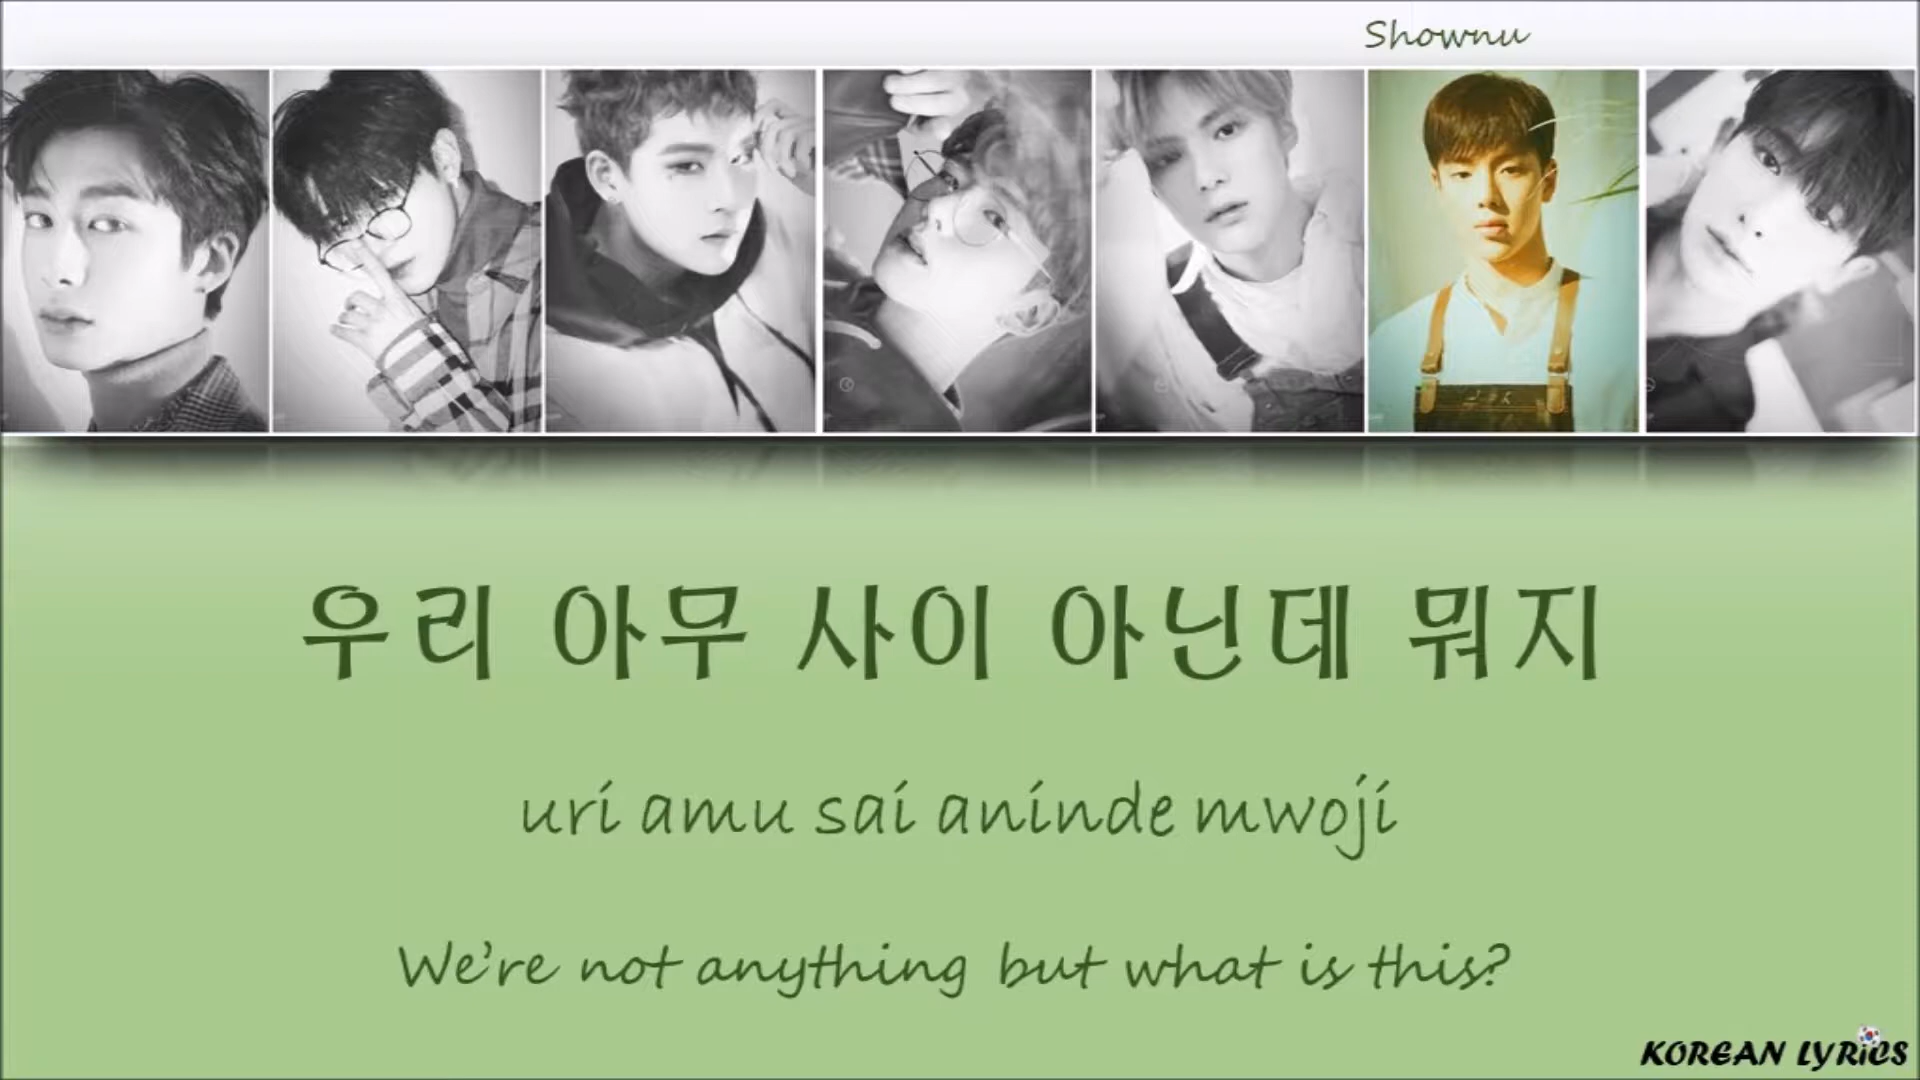 Shownu
우리 아무 사이 아닌데 뭐지
uri amu sai aninde mwoji
We're not anything but what is this?
KOREAN LYRiCS